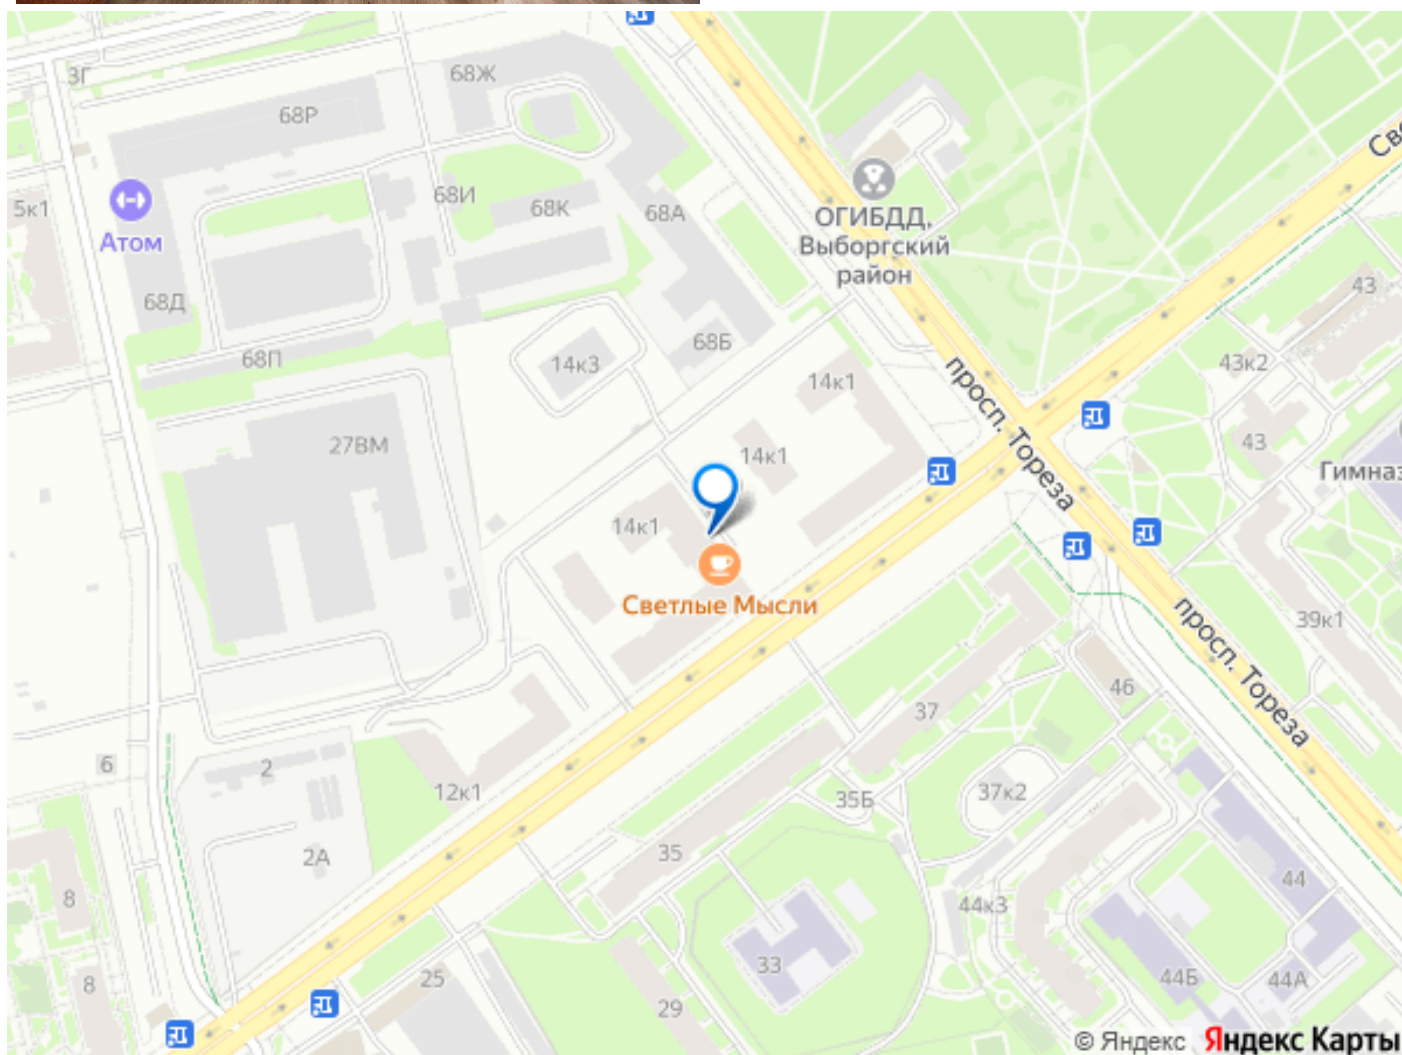 3Г
68Ж
68Р
Све
5к1
Атом
68И
68К
68А
ОГИБДД,
Выборгский
район
68Д
68Б
43
68П
14к3
14к1
43к2
просп. Тореза
27ВМ
14к1
43
Гимназ
14к1
Светлые Мысли
просп. Тореза
39к1
46
37
6
2
12к1
35Б
37к2
2А
35
44
8
44к3
33
25
44Б
44А
8
29
© Яндекс Яндекс Карты